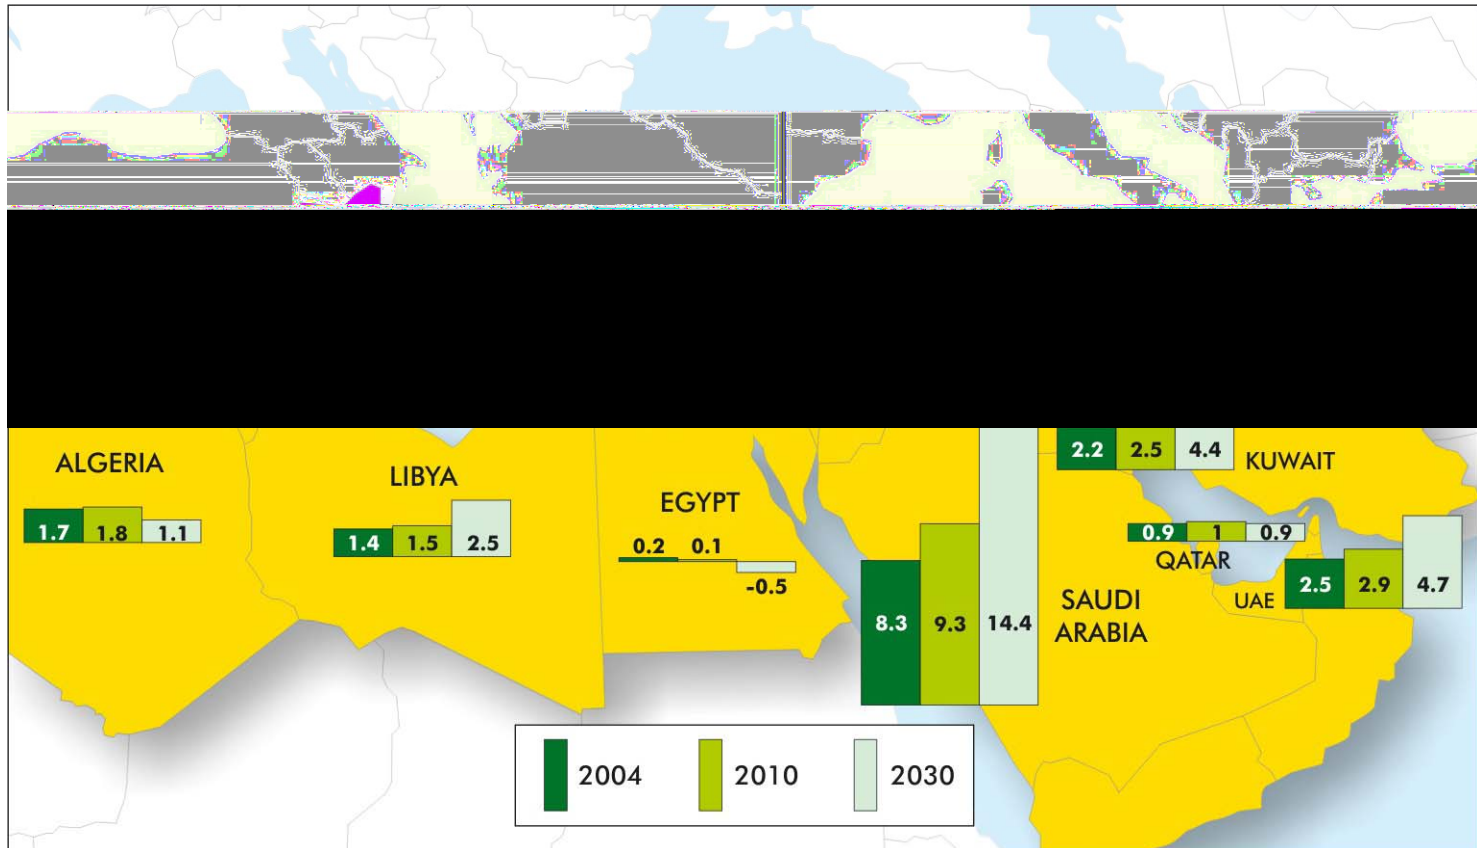 ALGERIA
1.7 1.8 1.1
LIBYA
1.4 1.5 2.5
EGYPT
0.2 0.1
-0.5
8.3 9.3 14.4
SAUDI
ARABIA
2.2 2.5 4.4
KUWAIT
0.9 1 0.9
QATAR
UAE
2.5 2.9 4.7
2004 2010 2030